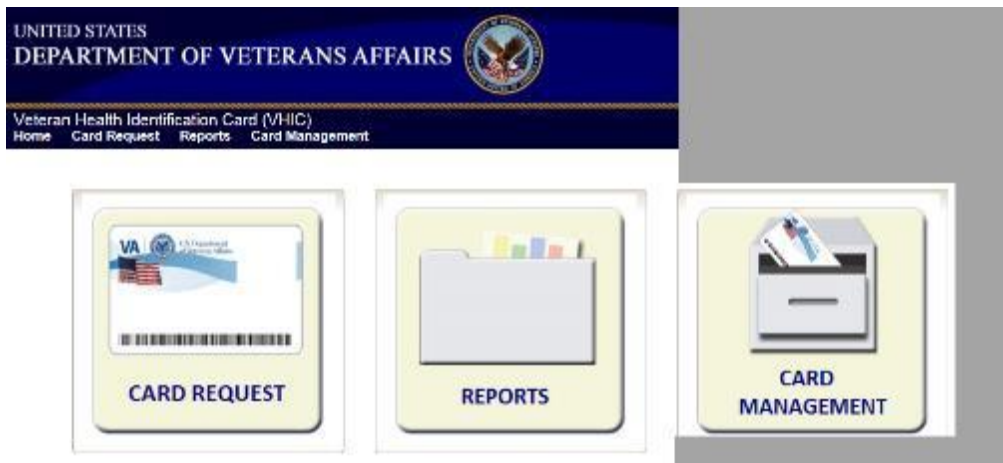 UNITED STATES
DEPARTMENT OF VETERANS AFFAIRS
Veteran Health Identification Card (VHIC)
Home Card Request Reports Card Management
VA
CARD REQUEST
REPORTS
CARD
MANAGEMENT